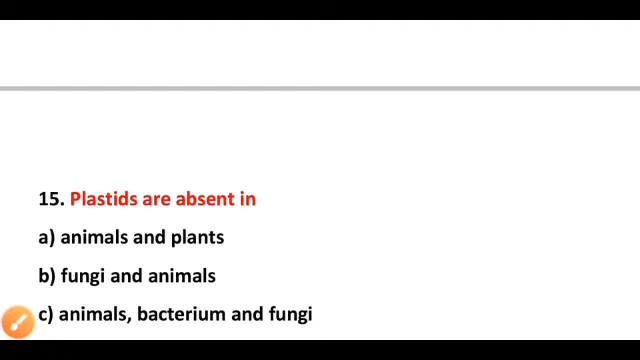 15. Plastids are absent in
a) animals and plants
b) fungi and animals
c) animals, bacterium and fungi